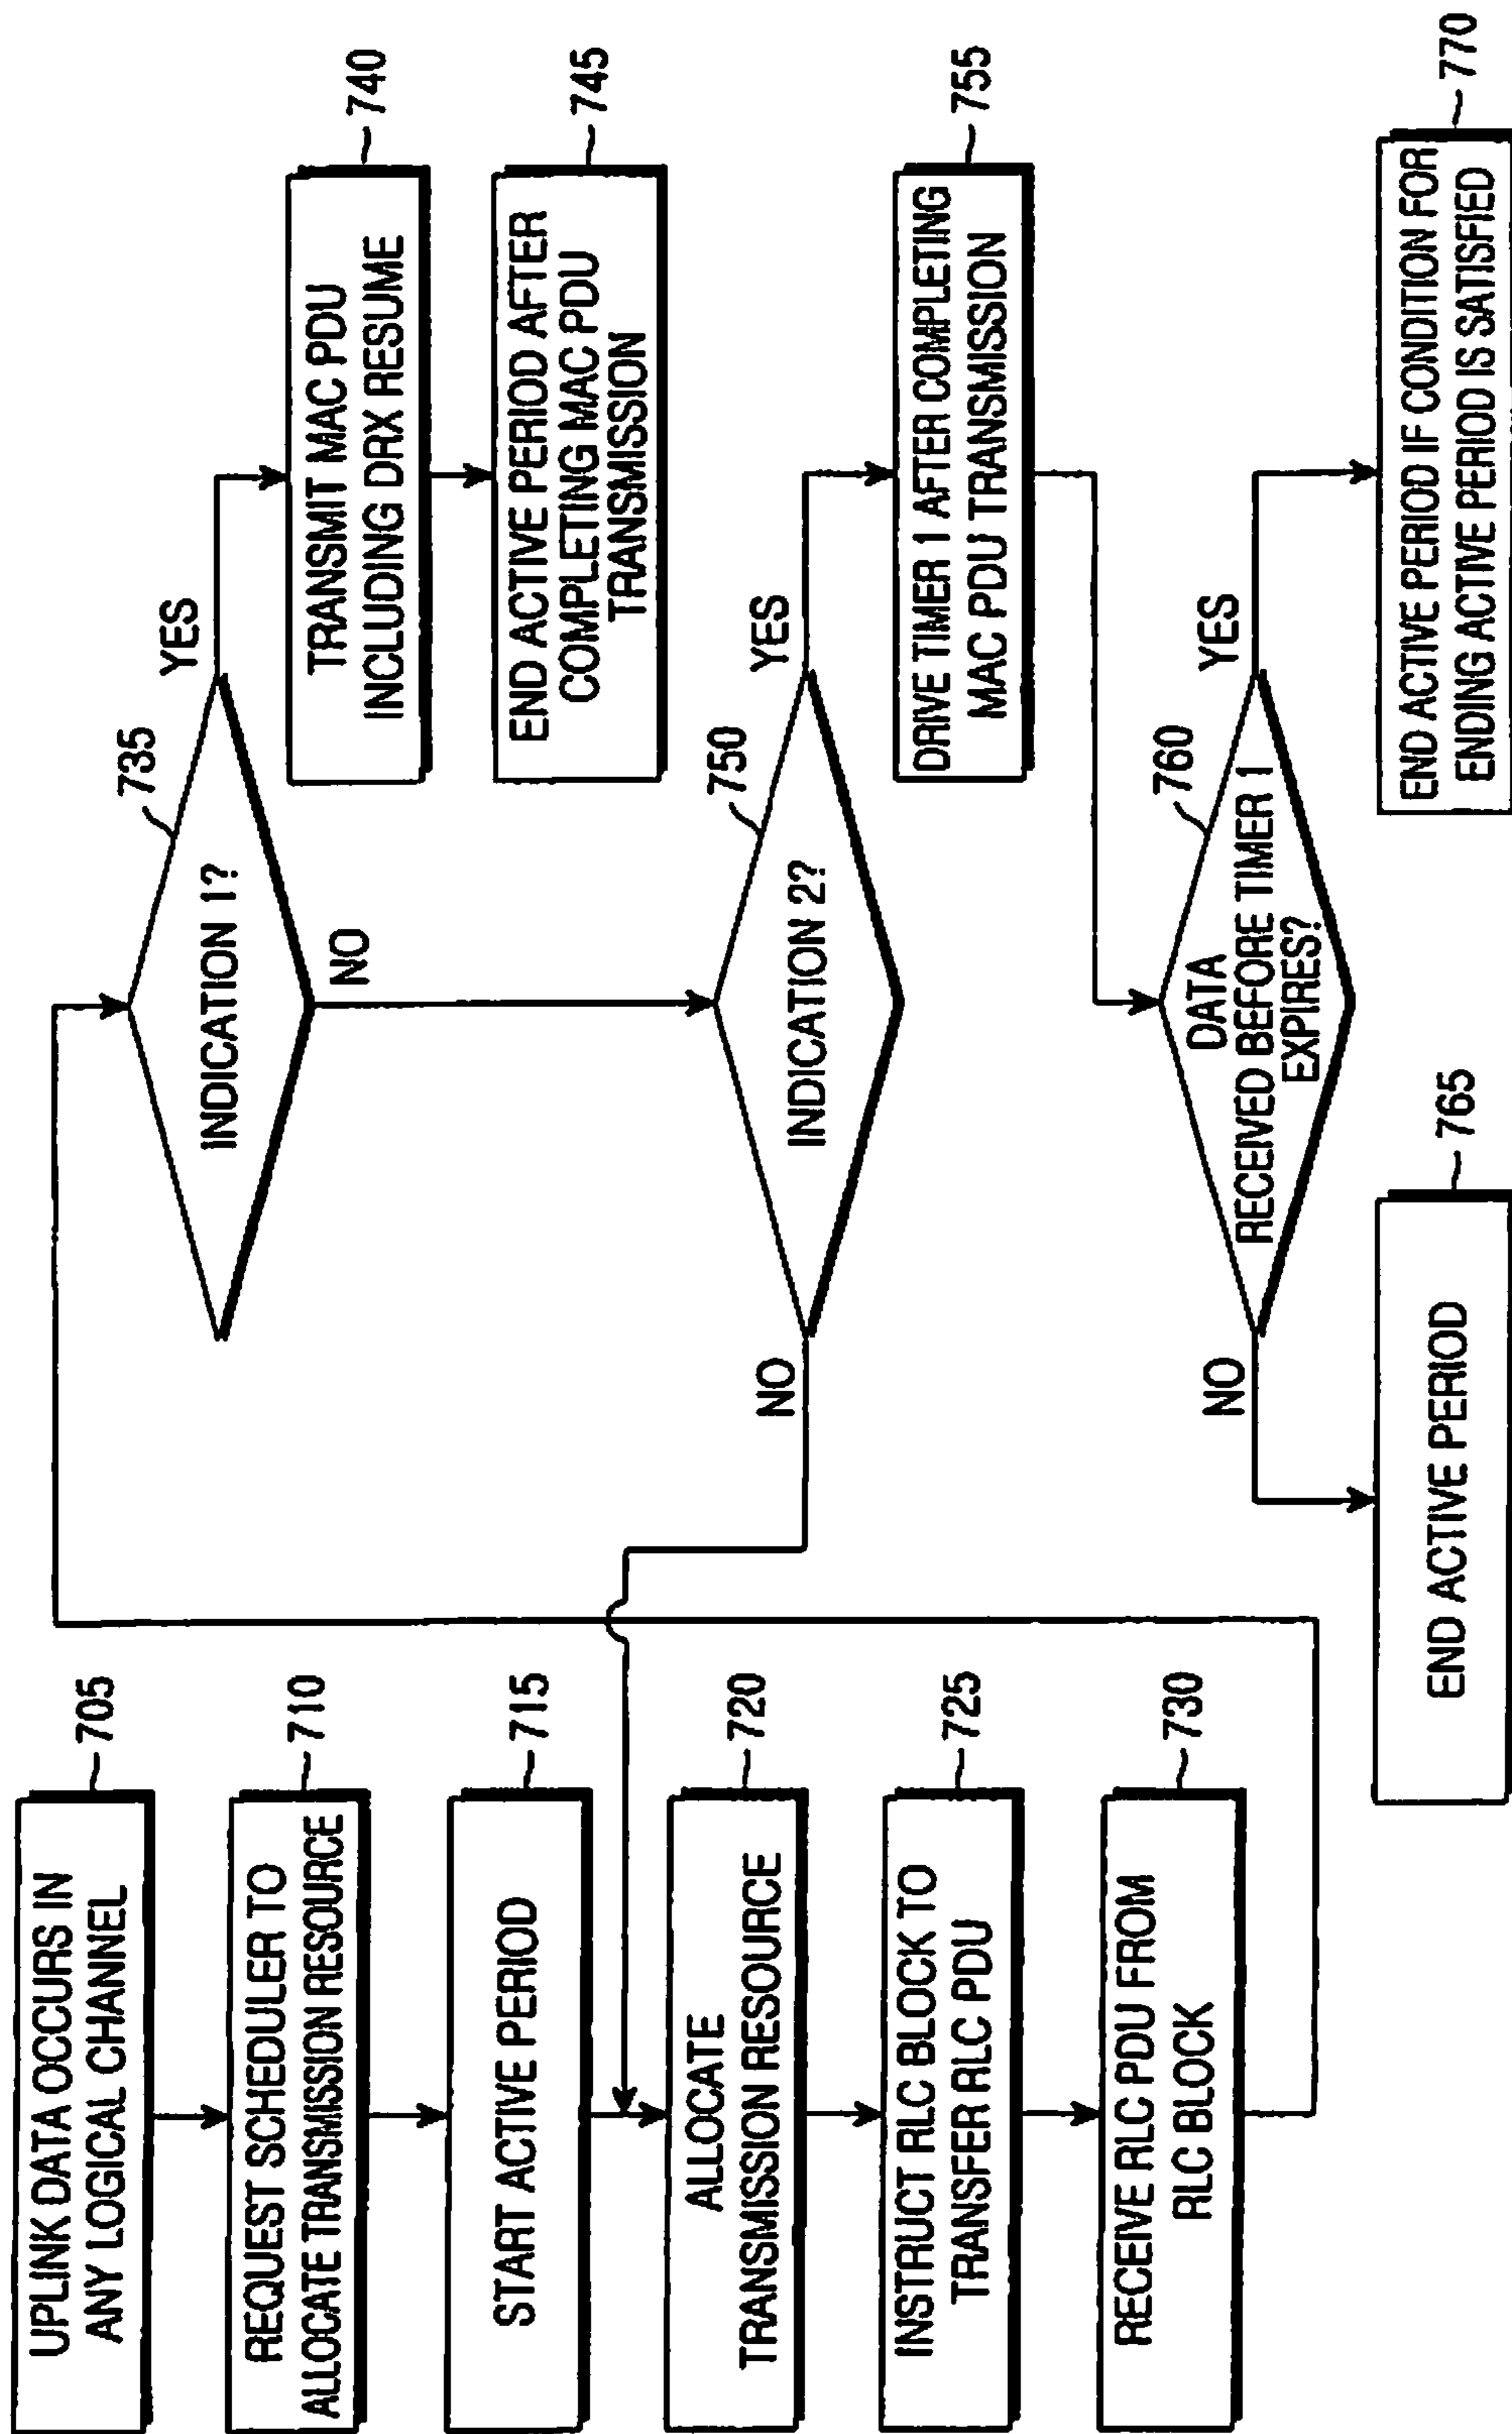 UPLINK DATA OCCURS IN
ANY LOGICAL CHANNEL
705
REQUEST SCHEDULER TO
ALLOCATE TRANSMISSION RESOURCE
710
START ACTIVE PERIOD
715
ALLOCATE
TRANSMISSION RESOURCE
720
INSTRUCT RLC BLOCK TO
TRANSFER RLC PDU
725
RECEIVE RLC PDU FROM
RLC BLOCK
730
735
INDICATION 1?
YES
NO
TRANSMIT MAC PDU
INCLUDING DRX RESUME
740
END ACTIVE PERIOD AFTER
COMPLETING MAC PDU
TRANSMISSION
745
750
INDICATION 2?
NO
YES
DRIVE TIMER 1 AFTER COMPLETING
MAC PDU TRANSMISSION
755
760
DATA
RECEIVED BEFORE TIMER 1
EXPIRES?
NO
YES
END ACTIVE PERIOD
765
END ACTIVE PERIOD IF CONDITION FOR
ENDING ACTIVE PERIOD IS SATISFIED
770